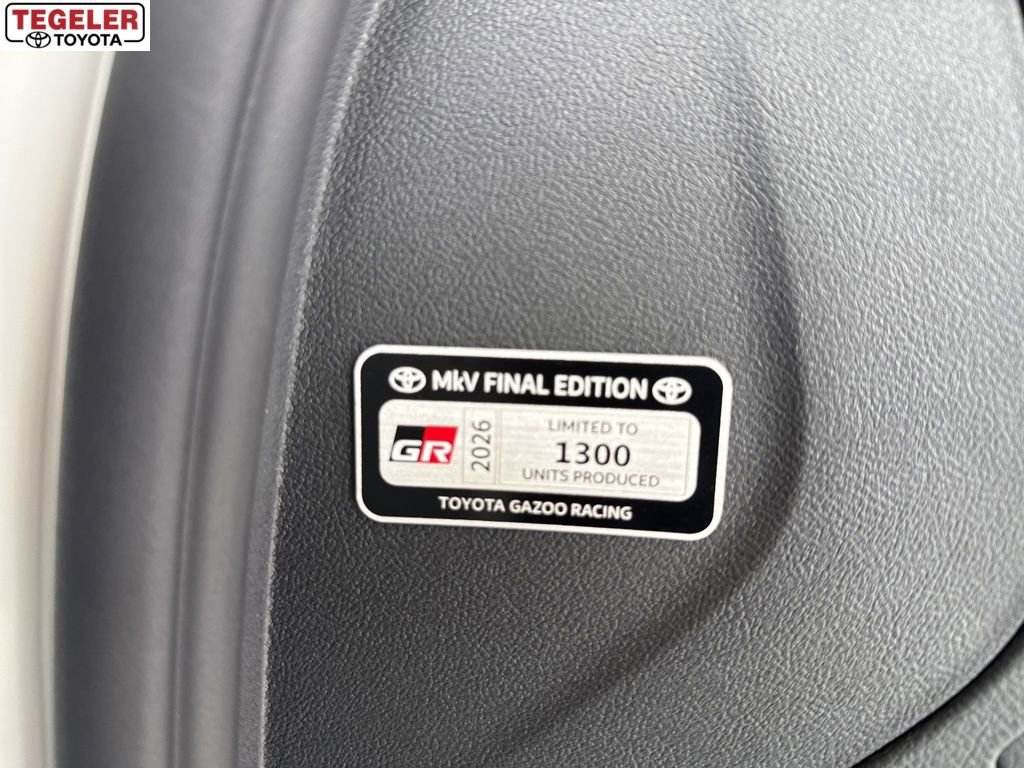 TEGELER
TOYOTA
MkV FINAL EDITION
GR
2026
LIMITED TO
1300
UNITS PRODUCED
TOYOTA GAZOO RACING